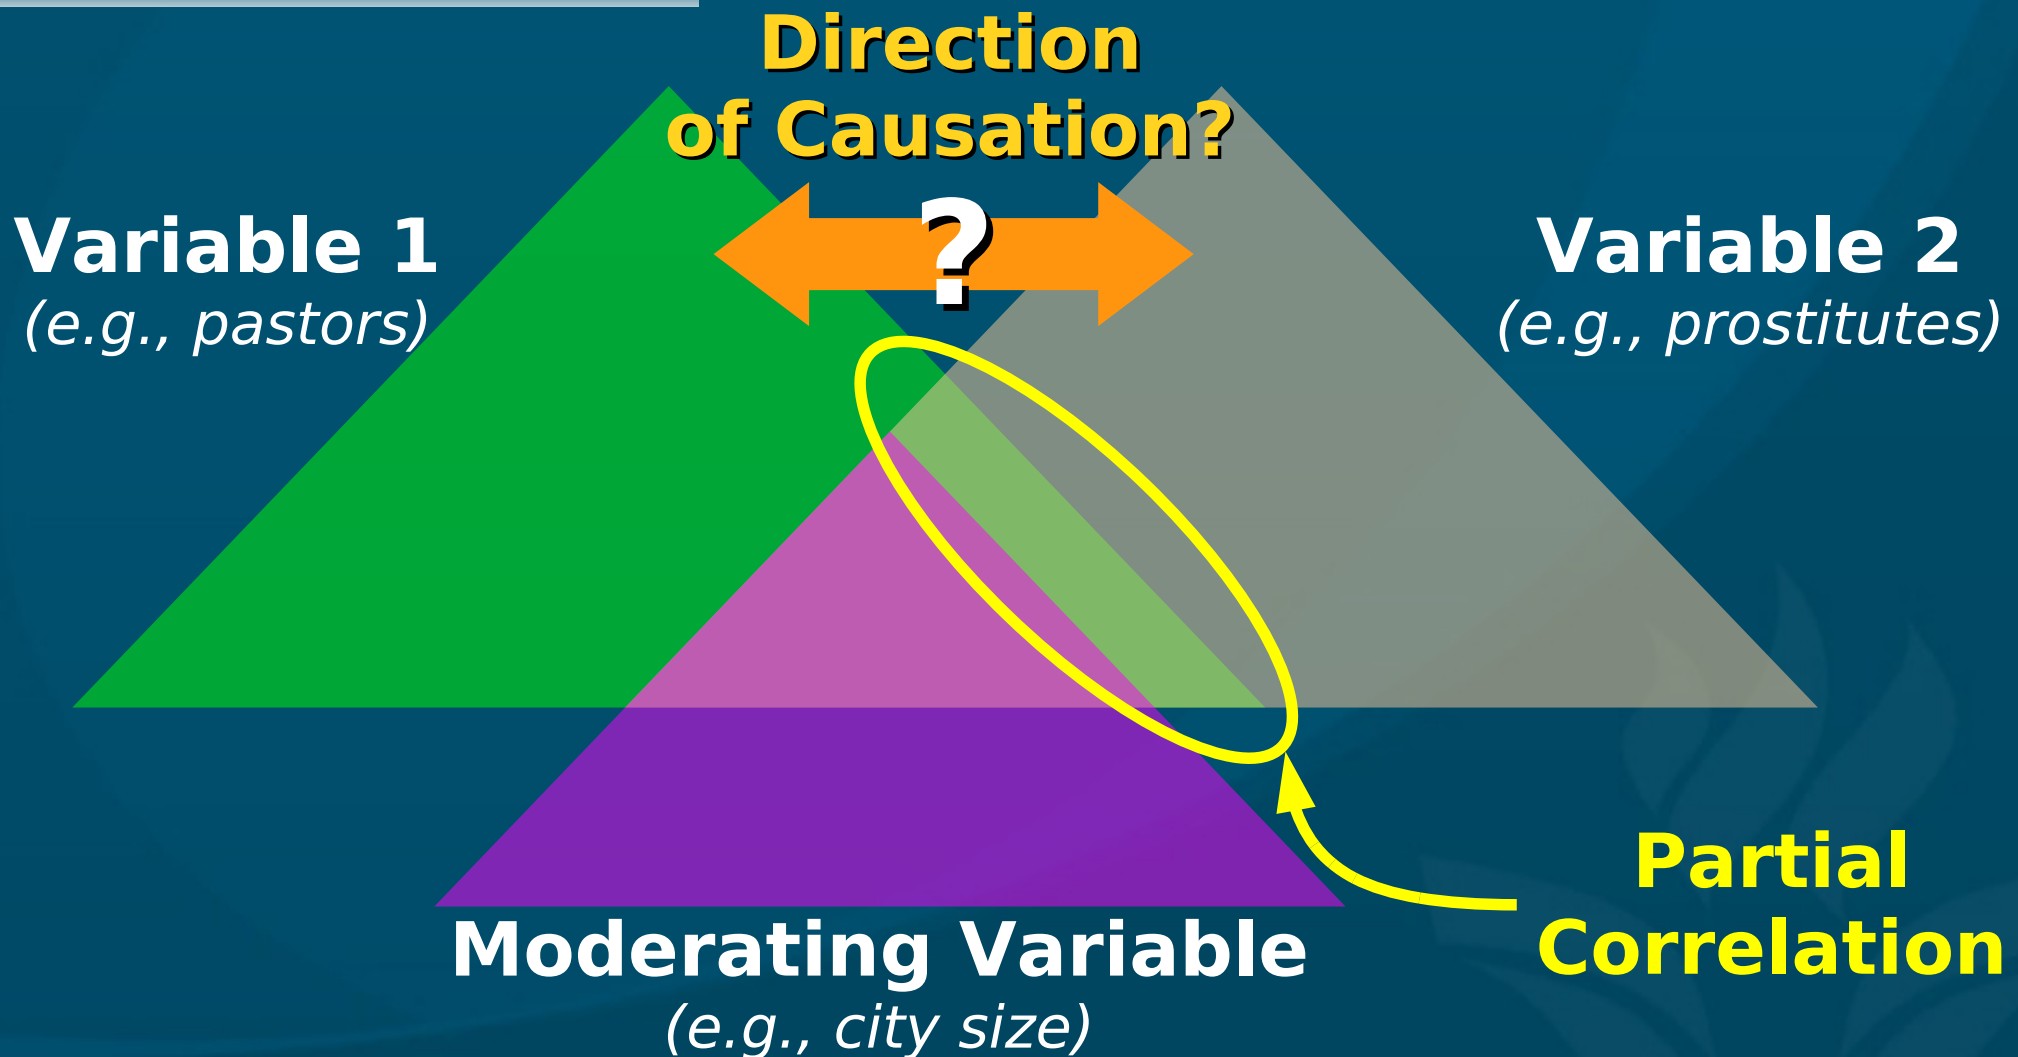 Direction
of Causation?
?
Variable 1
(e.g., pastors)
Variable 2
(e.g., prostitutes)
Partial
Correlation
Moderating Variable
(e.g., city size)